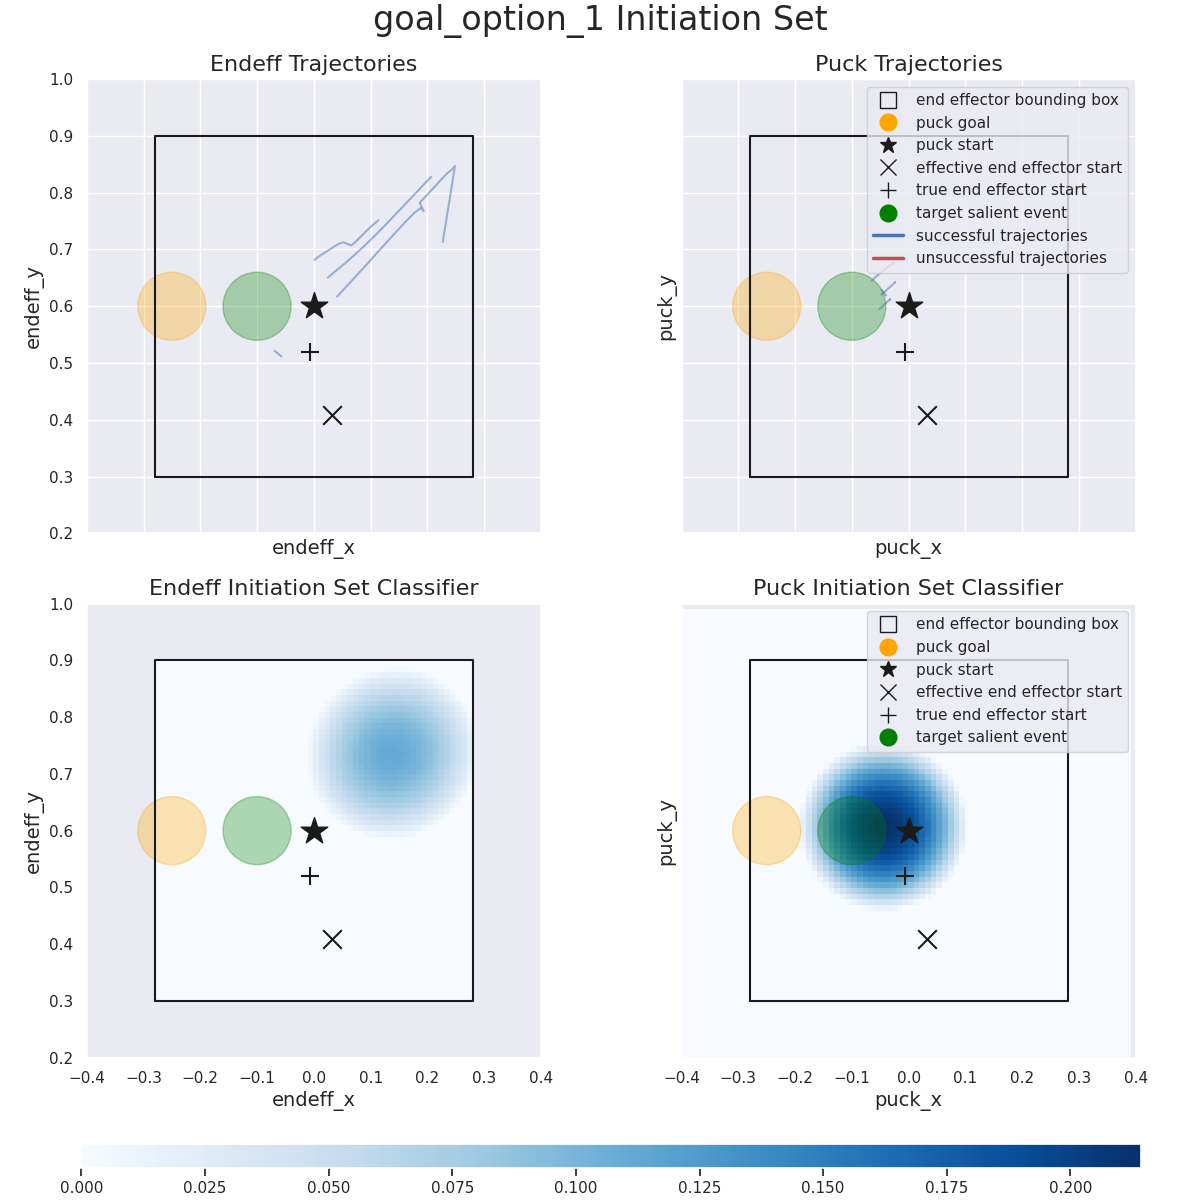 goal_option_1 Initiation Set
Endeff Trajectories
1.0
0.9
0.8
0.7
0.6
0.5
0.4
0.3
0.2
endeff_y
endeff_x
Puck Trajectories
end effector bounding box
puck goal
puck start
effective end effector start
true end effector start
target salient event
successful trajectories
unsuccessful trajectories
puck_y
puck_x
Endeff Initiation Set Classifier
1.0
0.9
0.8
0.7
0.6
0.5
0.4
0.3
0.2
endeff_y
−0.4 −0.3 −0.2 −0.1 0.0 0.1 0.2 0.3 0.4
endeff_x
Puck Initiation Set Classifier
end effector bounding box
puck goal
puck start
effective end effector start
true end effector start
target salient event
puck_y
−0.4 −0.3 −0.2 −0.1 0.0 0.1 0.2 0.3 0.4
puck_x
0.000 0.025 0.050 0.075 0.100 0.125 0.150 0.175 0.200